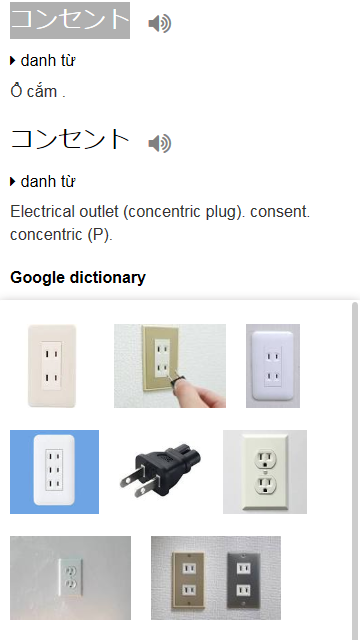 コンセント
danh từ
Ổ cắm .
コンセント
danh từ
Electrical outlet (concentric plug). consent.
concentric (P).
Google dictionary